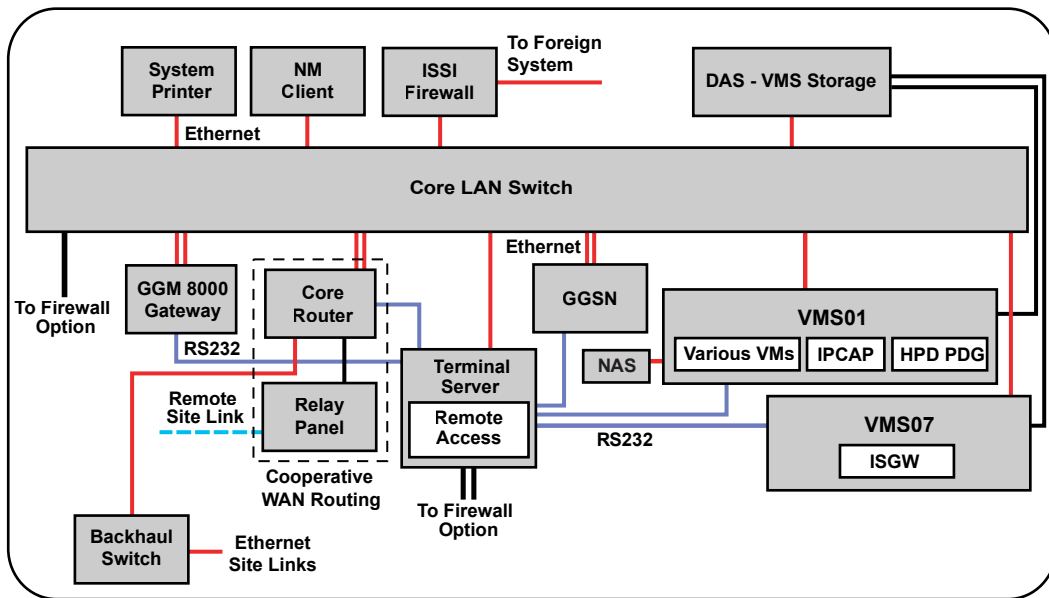 System
Printer
NM
Client
ISSI
Firewall
To Foreign
System
DAS - VMS Storage
Ethernet
Core LAN Switch
Ethernet
GGM 8000
Gateway
Core
Router
GGSN
To Firewall
Option
RS232
VMS01
Various VMs
IPCAP
HPD PDG
NAS
Terminal
Server
Remote
Access
Remote
Site Link
Relay
Panel
RS232
VMS07
ISGW
Cooperative
WAN Routing
To Firewall
Option
Backhaul
Switch
Ethernet
Site Links